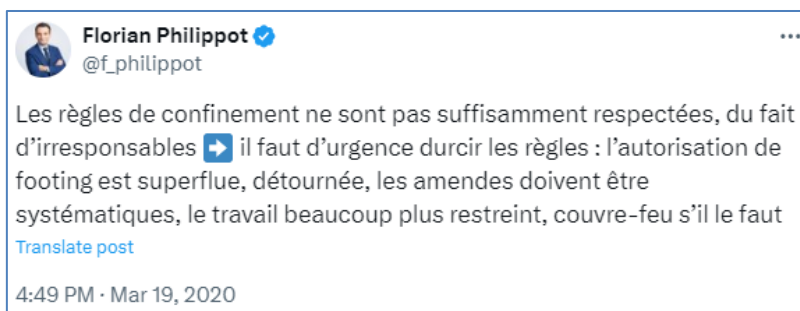 Florian Philippot
@f_philippot
Les règles de confinement ne sont pas suffisamment respectées, du fait
d’irresponsables ➡️ il faut d’urgence durcir les règles : l’autorisation de
footing est superflue, détournée, les amendes doivent être
systématiques, le travail beaucoup plus restreint, couvre-feu s’il le faut
Translate post
4:49 PM · Mar 19, 2020